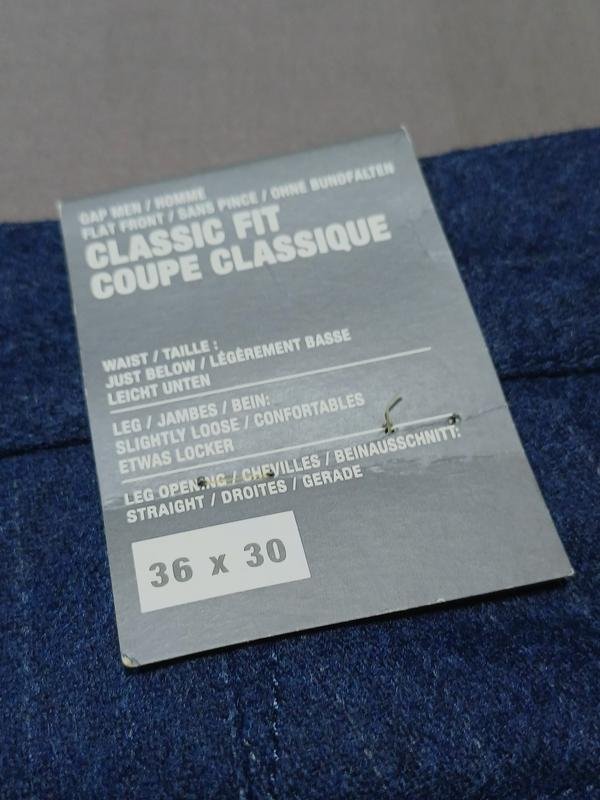 GAP MEN / HOMME
FLAT FRONT / SANS PINCE / OHNE BUNDFALTEN
CLASSIC FIT
COUPE CLASSIQUE
WAIST / TAILLE :
JUST BELOW / LÉGÈREMENT BASSE
LEICHT UNTEN
LEG / JAMBES / BEIN:
SLIGHTLY LOOSE / CONFORTABLES
ETWAS LOCKER
LEG OPENING / CHEVILLES / BEINAUSSCHNITT:
STRAIGHT / DROITES / GERADE
36 x 30